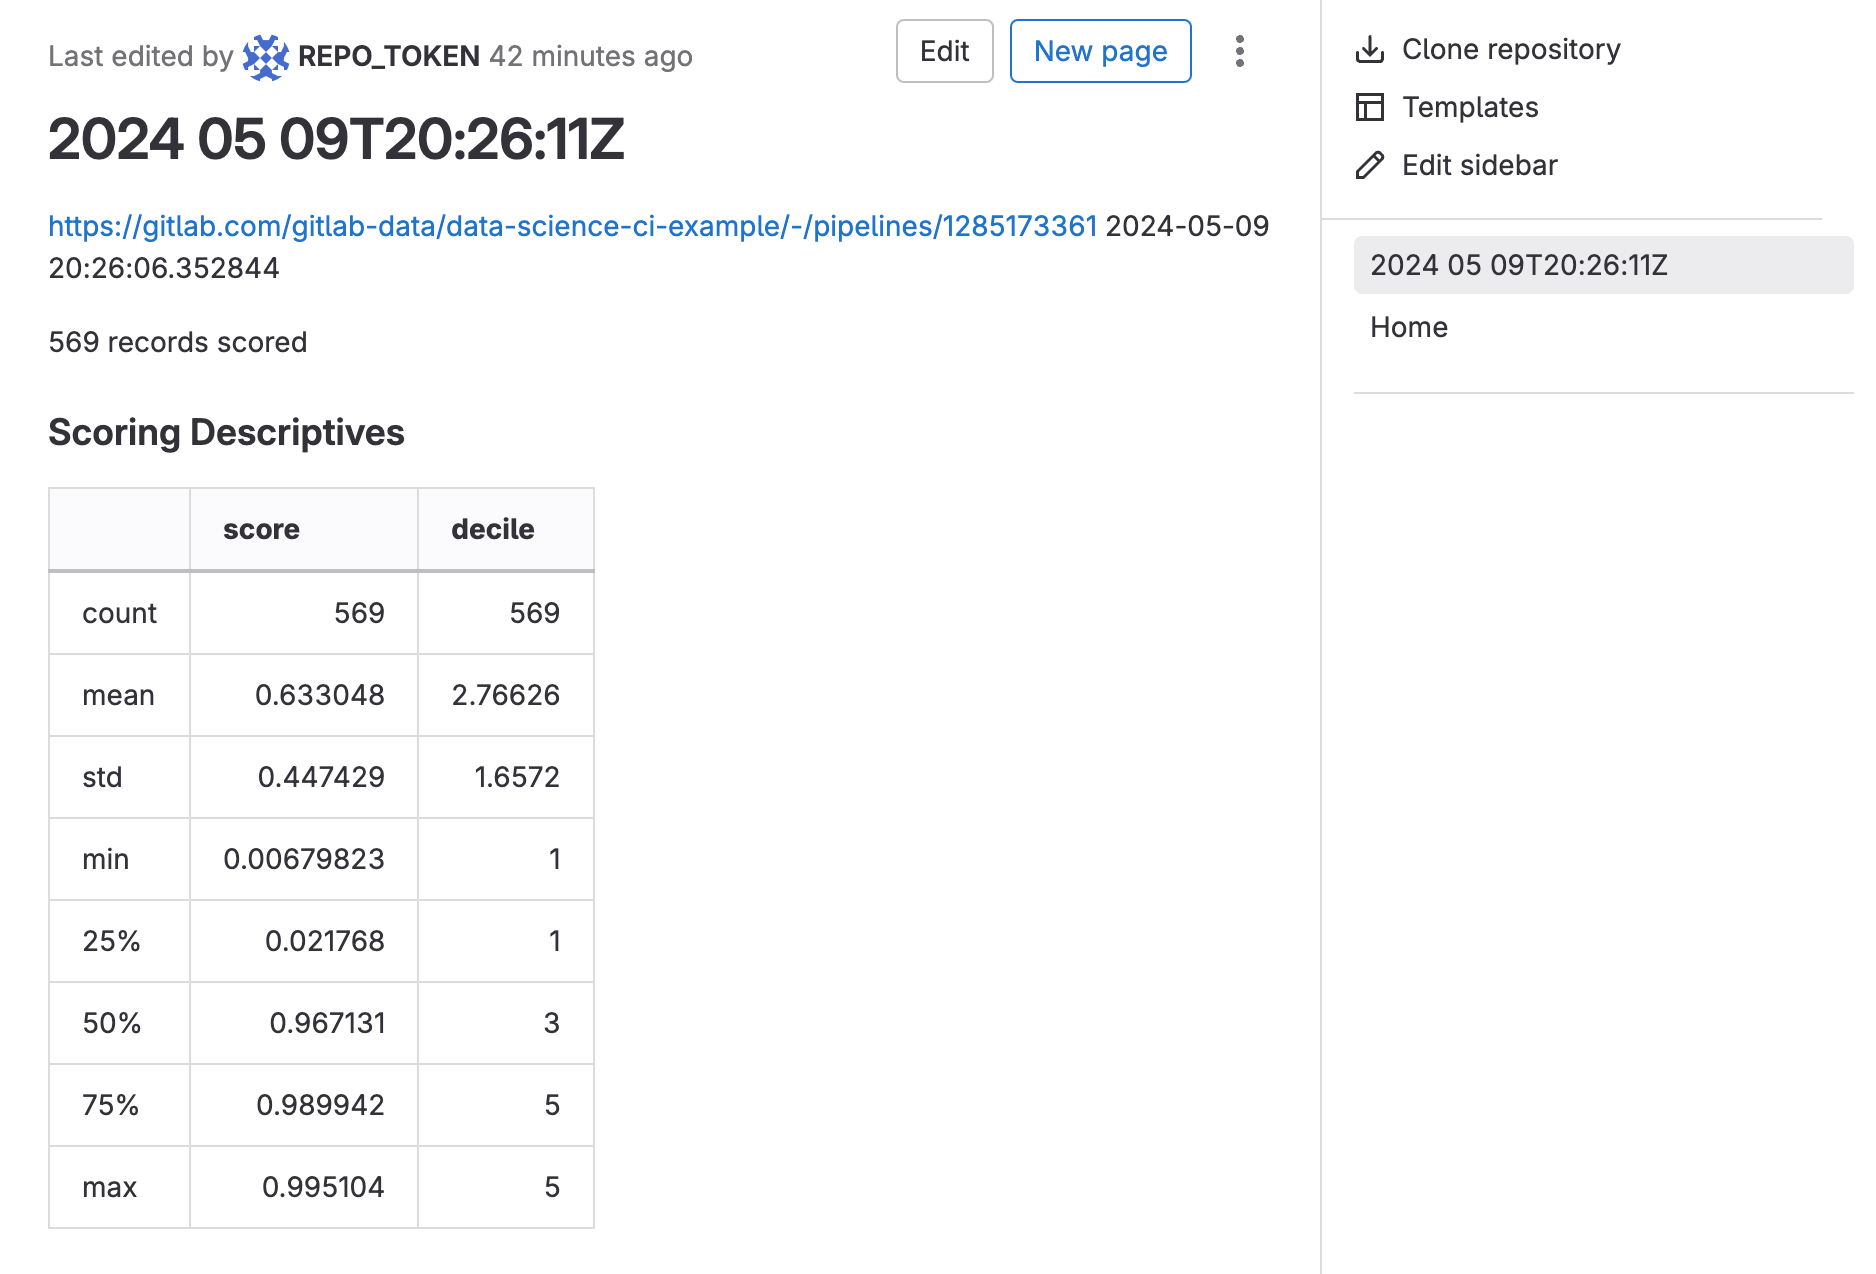 Last edited by REPO_TOKEN 42 minutes ago
Edit
New page
2024 05 09T20:26:11Z
https://gitlab.com/gitlab-data/data-science-ci-example/-/pipelines/1285173361 2024-05-09
20:26:06.352844
569 records scored
Scoring Descriptives
score decile
count 569 569
mean 0.633048 2.76626
std 0.447429 1.6572
min 0.00679823 1
25% 0.021768 1
50% 0.967131 3
75% 0.989942 5
max 0.995104 5
Clone repository
Templates
Edit sidebar
2024 05 09T20:26:11Z
Home